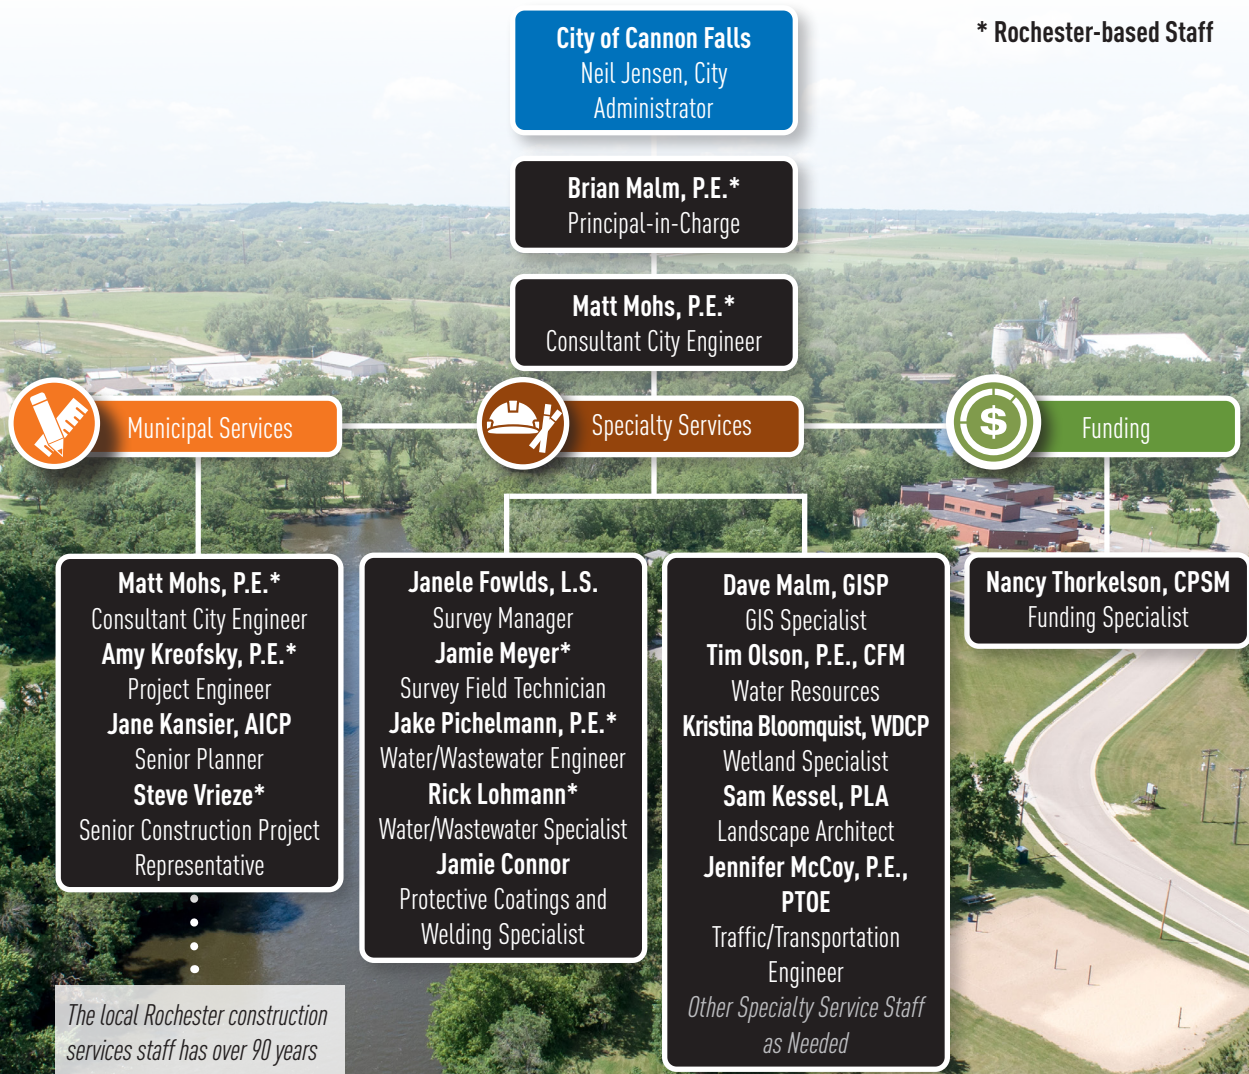 * Rochester-based Staff
City of Cannon Falls
Neil Jensen, City
Administrator
Brian Malm, P.E.*
Principal-in-Charge
Matt Mohs, P.E.*
Consultant City Engineer
Municipal Services
Specialty Services
$
Funding
Matt Mohs, P.E.*
Consultant City Engineer
Amy Kreofsky, P.E.*
Project Engineer
Jane Kansier, AICP
Senior Planner
Steve Vrieze*
Senior Construction Project
Representative
The local Rochester construction
services staff has over 90 years
Janele Fowlds, L.S.
Survey Manager
Jamie Meyer*
Survey Field Technician
Jake Pichelmann, P.E.*
Water/Wastewater Engineer
Rick Lohmann*
Water/Wastewater Specialist
Jamie Connor
Protective Coatings and
Welding Specialist
Dave Malm, GISP
GIS Specialist
Tim Olson, P.E., CFM
Water Resources
Kristina Bloomquist, WDCP
Wetland Specialist
Sam Kessel, PLA
Landscape Architect
Jennifer McCoy, P.E.,
PTOE
Traffic/Transportation
Engineer
Other Specialty Service Staff
as Needed
Nancy Thorkelson, CPSM
Funding Specialist